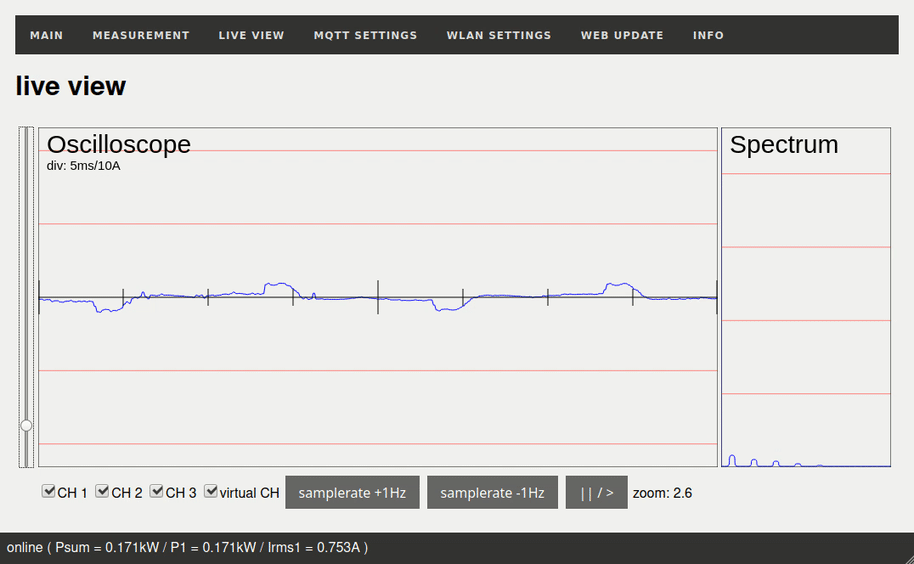 MAIN MEASUREMENT LIVE VIEW MQTT SETTINGS WLAN SETTINGS WEB UPDATE INFO
live view
Oscilloscope
div: 5ms/10A
Spectrum
CH 1 CH 2 CH 3 virtual CH samplerate +1Hz samplerate -1Hz || / > zoom: 2.6
online ( Psum = 0.171kW / P1 = 0.171kW / Irms1 = 0.753A )